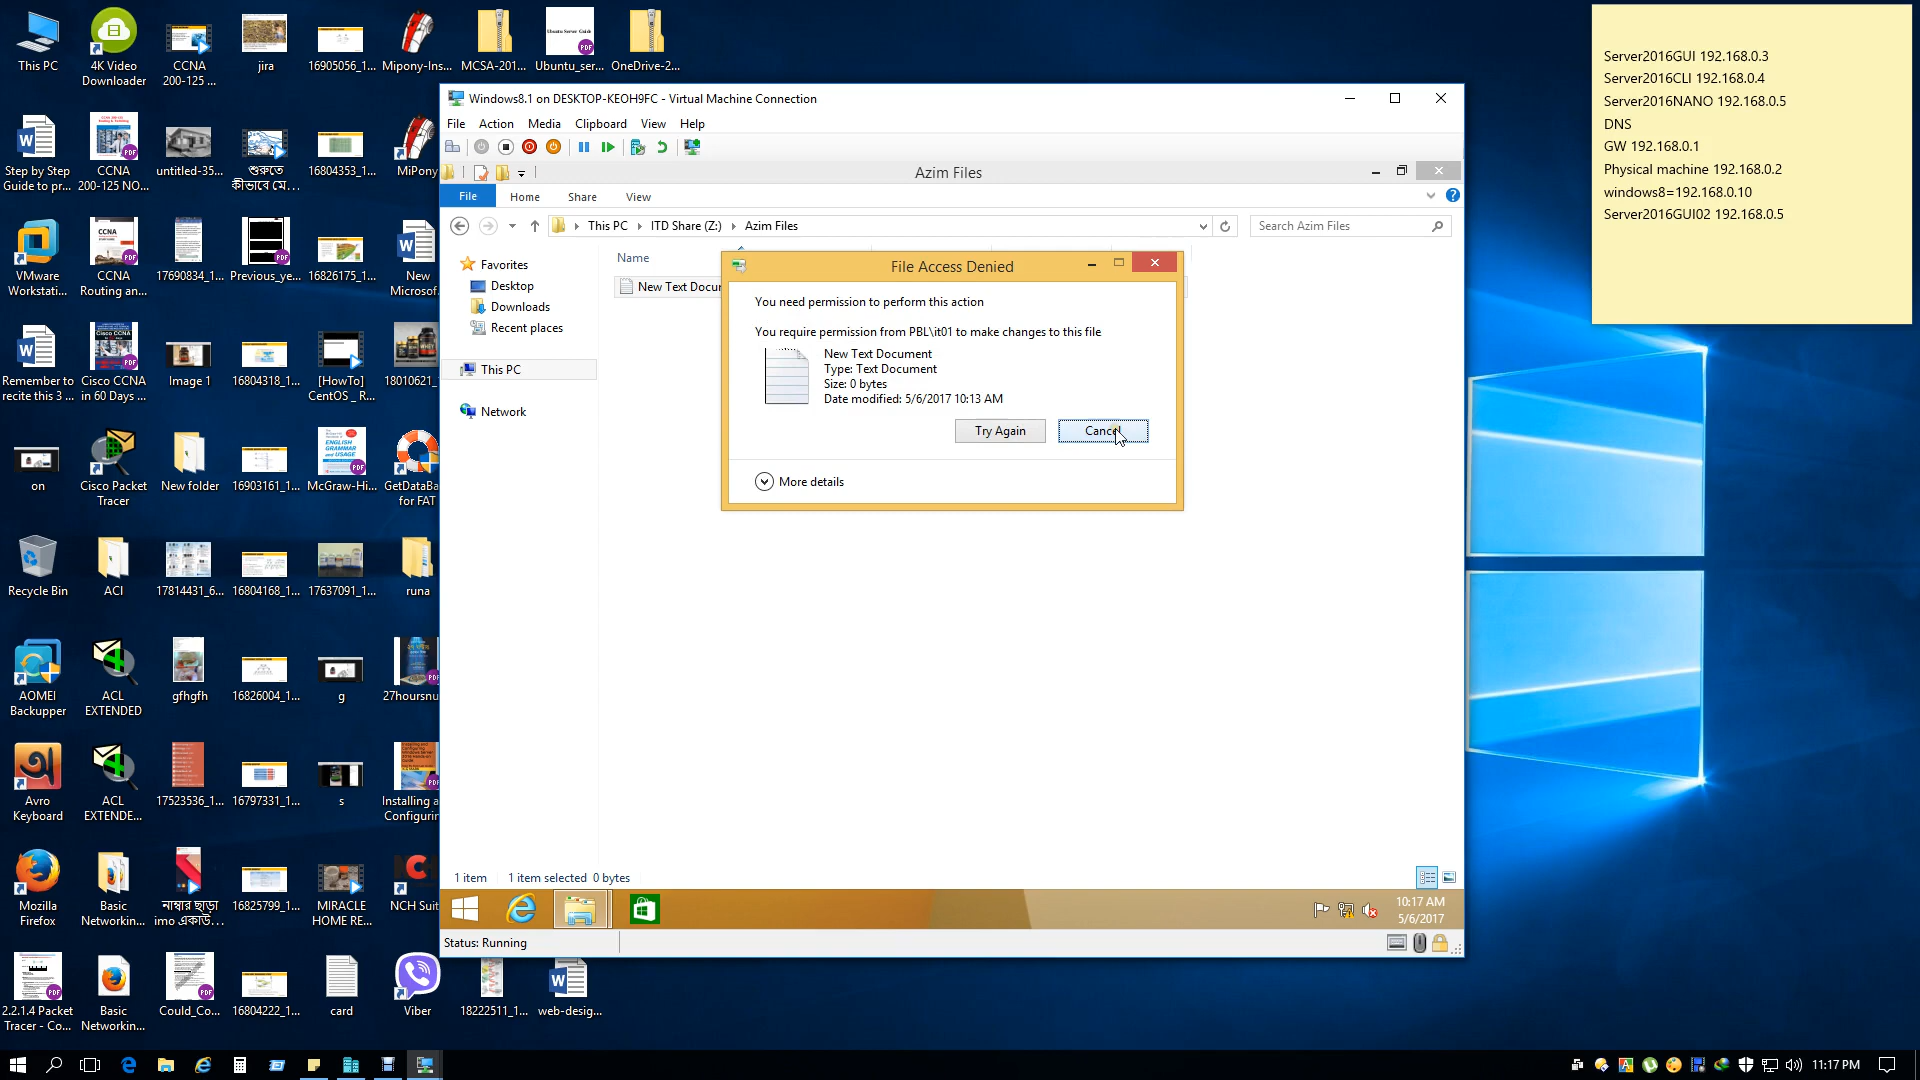 This PC
4K Video
Downloader
CCNA
200-125 ...
jira
16905056_1...
Mipony-Ins...
MCSA-201...
Ubuntu_ser...
OneDrive-2...
Ubuntu Server Guide
PDF
Step by Step
Guide to pr...
CCNA
200-125 NO...
untitled-35...
শুরুতে
কীভাবে মে...
16804353_1...
MiPony
VMware
Workstati...
CCNA
Routing an...
17690834_1...
Previous_ye...
16826175_1...
New
Microsof
Remember to
recite this 3 ...
Cisco CCNA
in 60 Days ...
Image 1
16804318_1...
[HowTo]
CentOS _ R...
18010621_
on
Cisco Packet
Tracer
New folder
16903161_1...
McGraw-Hi...
GetDataBa
for FAT
Recycle Bin
ACI
17814431_6...
16804168_1...
17637091_1...
runa
AOMEI
Backupper
ACL
EXTENDED
gfhgfh
16826004_1...
g
27hoursnu
Avro
Keyboard
ACL
EXTENDE...
17523536_1...
16797331_1...
s
Installing a
Configurin
Mozilla
Firefox
Basic
Networkin...
নাম্বার ছাড়া
imo একাউ...
16825799_1...
MIRACLE
HOME RE...
NCH Suit
2.2.1.4 Packet
Tracer - Co...
Basic
Networkin...
Could_Co...
16804222_1...
card
Viber
18222511_1...
web-desig...
Windows8.1 on DESKTOP-KEOH9FC - Virtual Machine Connection
File Action Media Clipboard View Help
Azim Files
File Home Share View
This PC ITD Share (Z:) Azim Files
Search Azim Files
Favorites
Desktop
Downloads
Recent places
This PC
Network
Name
New Text Docu
File Access Denied
You need permission to perform this action
You require permission from PBL\it01 to make changes to this file
New Text Document
Type: Text Document
Size: 0 bytes
Date modified: 5/6/2017 10:13 AM
Try Again
Cancel
More details
1 item 1 item selected 0 bytes
10:17 AM
5/6/2017
Status: Running
Server2016GUI 192.168.0.3
Server2016CLI 192.168.0.4
Server2016NANO 192.168.0.5
DNS
GW 192.168.0.1
Physical machine 192.168.0.2
windows8=192.168.0.10
Server2016GUI02 192.168.0.5
11:17 PM